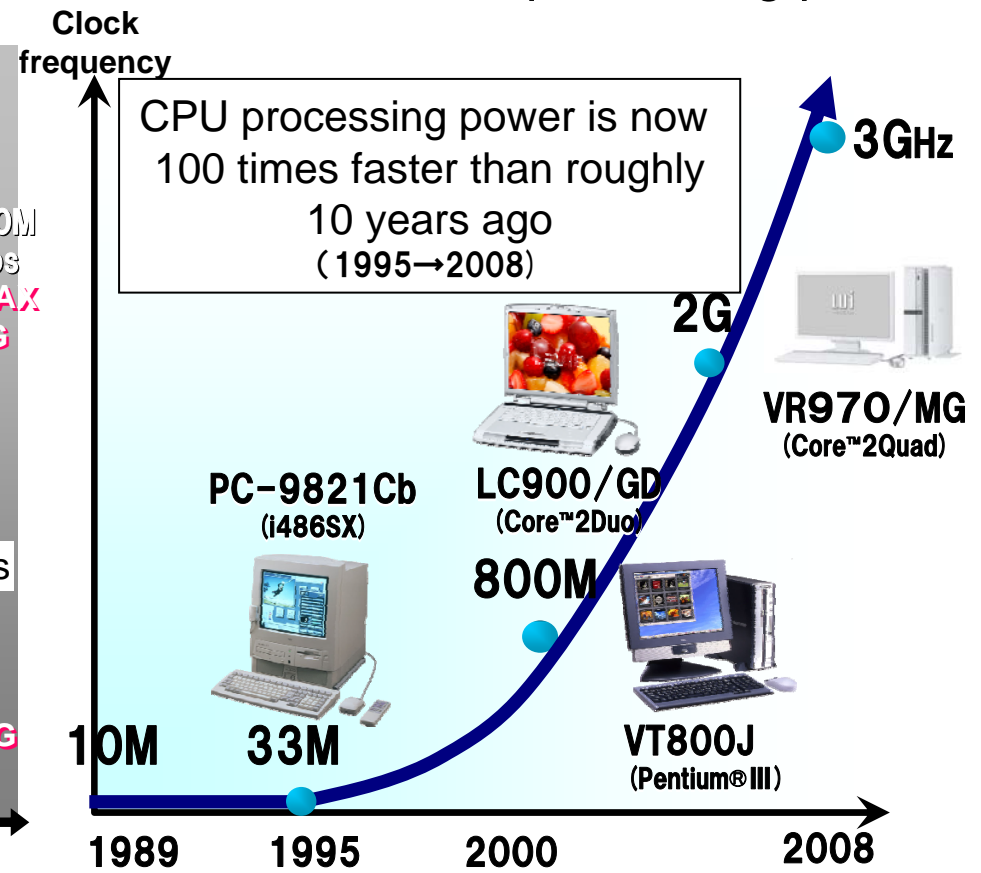 Clock
frequency
CPU processing power is now
100 times faster than roughly
10 years ago
(1995→2008)
3GHz
2G
VR970/MG
(Core™2Quad)
LC900/GD
(Core™2Duo)
PC-9821Cb
(i486SX)
800M
VT800J
(Pentium®III)
10M
33M
1989
1995
2000
2008